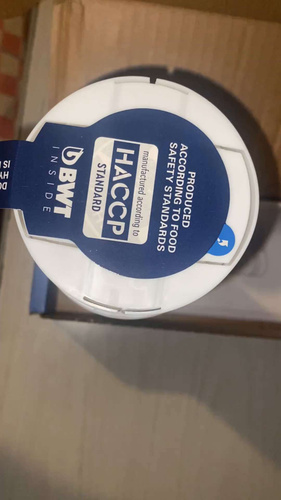 PRODUCED
ACCORDING TO FOOD
SAFETY STANDARDS
manufactured according to
HACCP
STANDARD
BWT
INSIDE